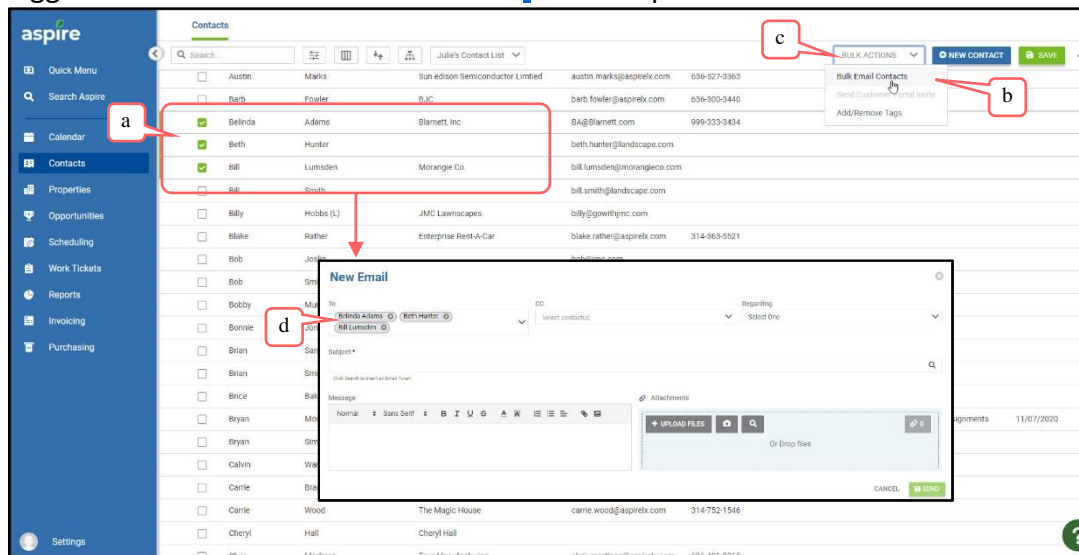 aspire
Quick Menu
Search Aspire
Calendar
Contacts
Properties
Opportunities
Scheduling
Work Tickets
Reports
Invoicing
Purchasing
Settings
Contacts
Search...
Julie's Contact List
BULK ACTIONS
NEW CONTACT
SAVE
Bulk Email Contacts
Send Customer Portal Invite
Add/Remove Tags
a
b
c
d
Austin Marks Sun edison Semiconductor Limtied austin.marks@aspirelx.com 636-527-3363
Barb Fowler BJC barb.fowler@aspirelx.com 636-300-3440
Belinda Adams Blarnett, Inc BA@Blarnett.com 999-333-3434
Beth Hunter beth.hunter@landscape.com
Bill Lumsden Morangie Co. bill.lumsden@morangieco.com
Bill Smith bill.smith@landscape.com
Billy Hobbs (L) JMC Lawnscapes billy@gowithjmc.com
Blake Rather Enterprise Rent-A-Car blake.rather@aspirelx.com 314-363-5521
Bob
Bob
Bobby
Bonnie
Brian
Brian
Brice
Bryan 11/07/2020
Bryan
Calvin
Carrie
Carrie Wood The Magic House carrie.wood@aspirelx.com 314-752-1546
Cheryl Hall Cheryl Hall
New Email
To
Belinda Adams
Beth Hunter
Bill Lumsden
CC
Select contact(s)
Regarding
Select One
Subject *
Click Search to Insert an Email Token
Message
Normal Sans Serif B I U S A
Attachments
+ UPLOAD FILES
0
Or Drop files
CANCEL
SEND
?